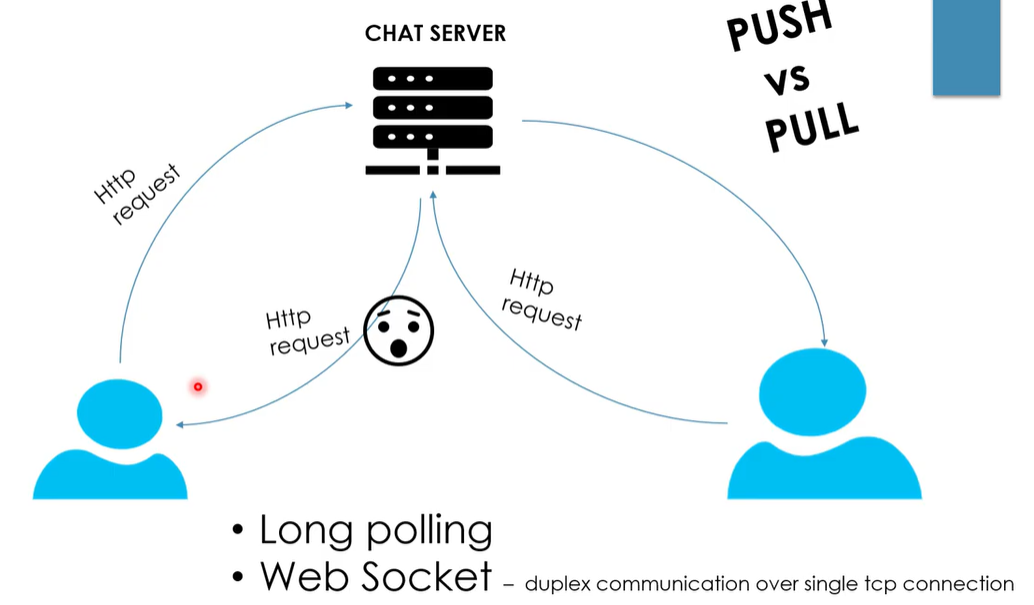 CHAT SERVER
PUSH
vs
PULL
Http
request
Http
request
Http
request
• Long polling
• Web Socket – duplex communication over single tcp connection